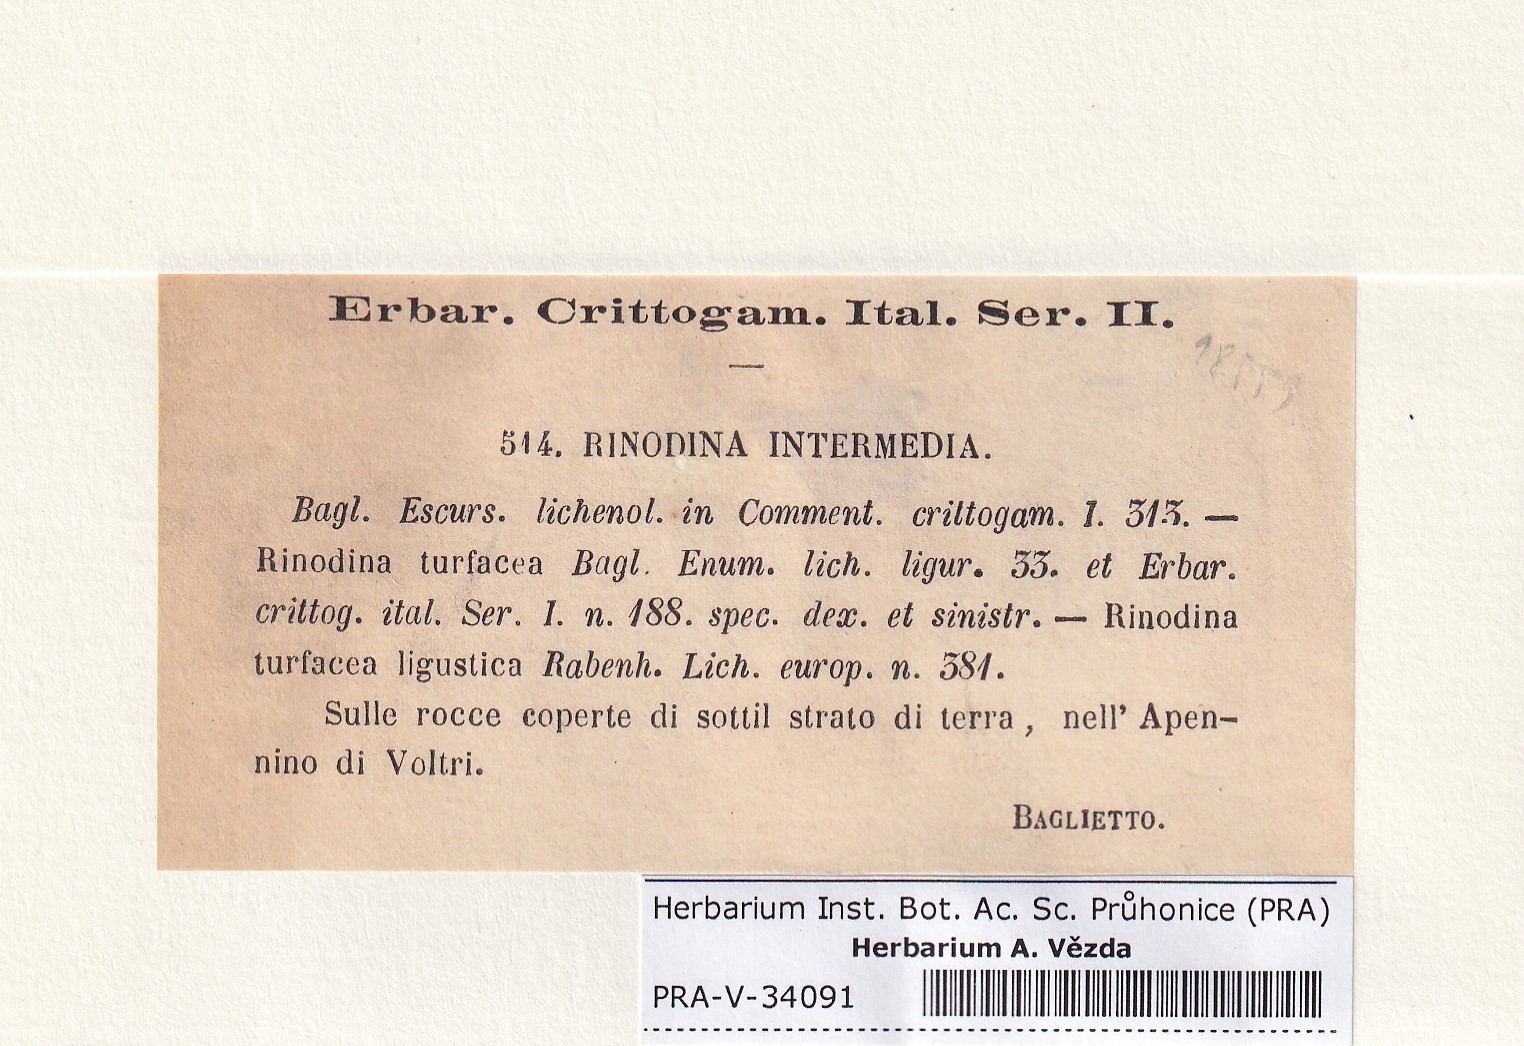 Erbar. Crittogam. Ital. Ser. II.
—
514. RINODINA INTERMEDIA.
Bagl. Escurs. lichenol. in Comment. crittogam. I. 313. —
Rinodina turfacea Bagl. Enum. lich. ligur. 33. et Erbar.
crittog. ital. Ser. I. n. 188. spec. dex. et sinistr. — Rinodina
turfacea ligustica Rabenh. Lich. europ. n. 381.
Sulle rocce coperte di sottil strato di terra, nell' Apen-
nino di Voltri.
BAGLIETTO.
Herbarium Inst. Bot. Ac. Sc. Průhonice (PRA)
Herbarium A. Vězda
PRA-V-34091